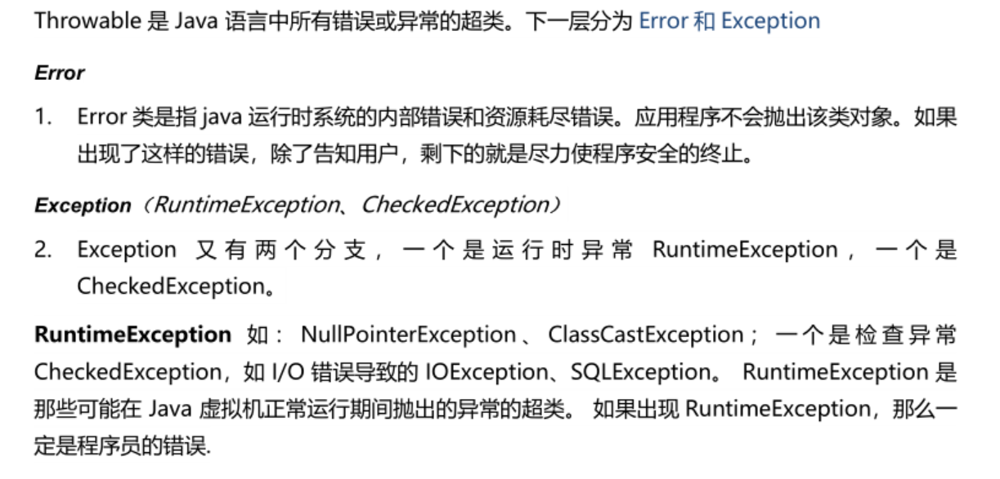 Throwable 是 Java 语言中所有错误或异常的超类。下一层分为 Error 和 Exception
Error
1. Error 类是指 java 运行时系统的内部错误和资源耗尽错误。应用程序不会抛出该类对象。如果
出现了这样的错误，除了告知用户，剩下的就是尽力使程序安全的终止。
Exception（RuntimeException、CheckedException）
2. Exception 又有两个分支，一个是运行时异常 RuntimeException，一个是
CheckedException。
RuntimeException 如：NullPointerException、ClassCastException；一个是检查异常
CheckedException，如 I/O 错误导致的 IOException、SQLException。 RuntimeException 是
那些可能在 Java 虚拟机正常运行期间抛出的异常的超类。 如果出现 RuntimeException，那么一
定是程序员的错误.